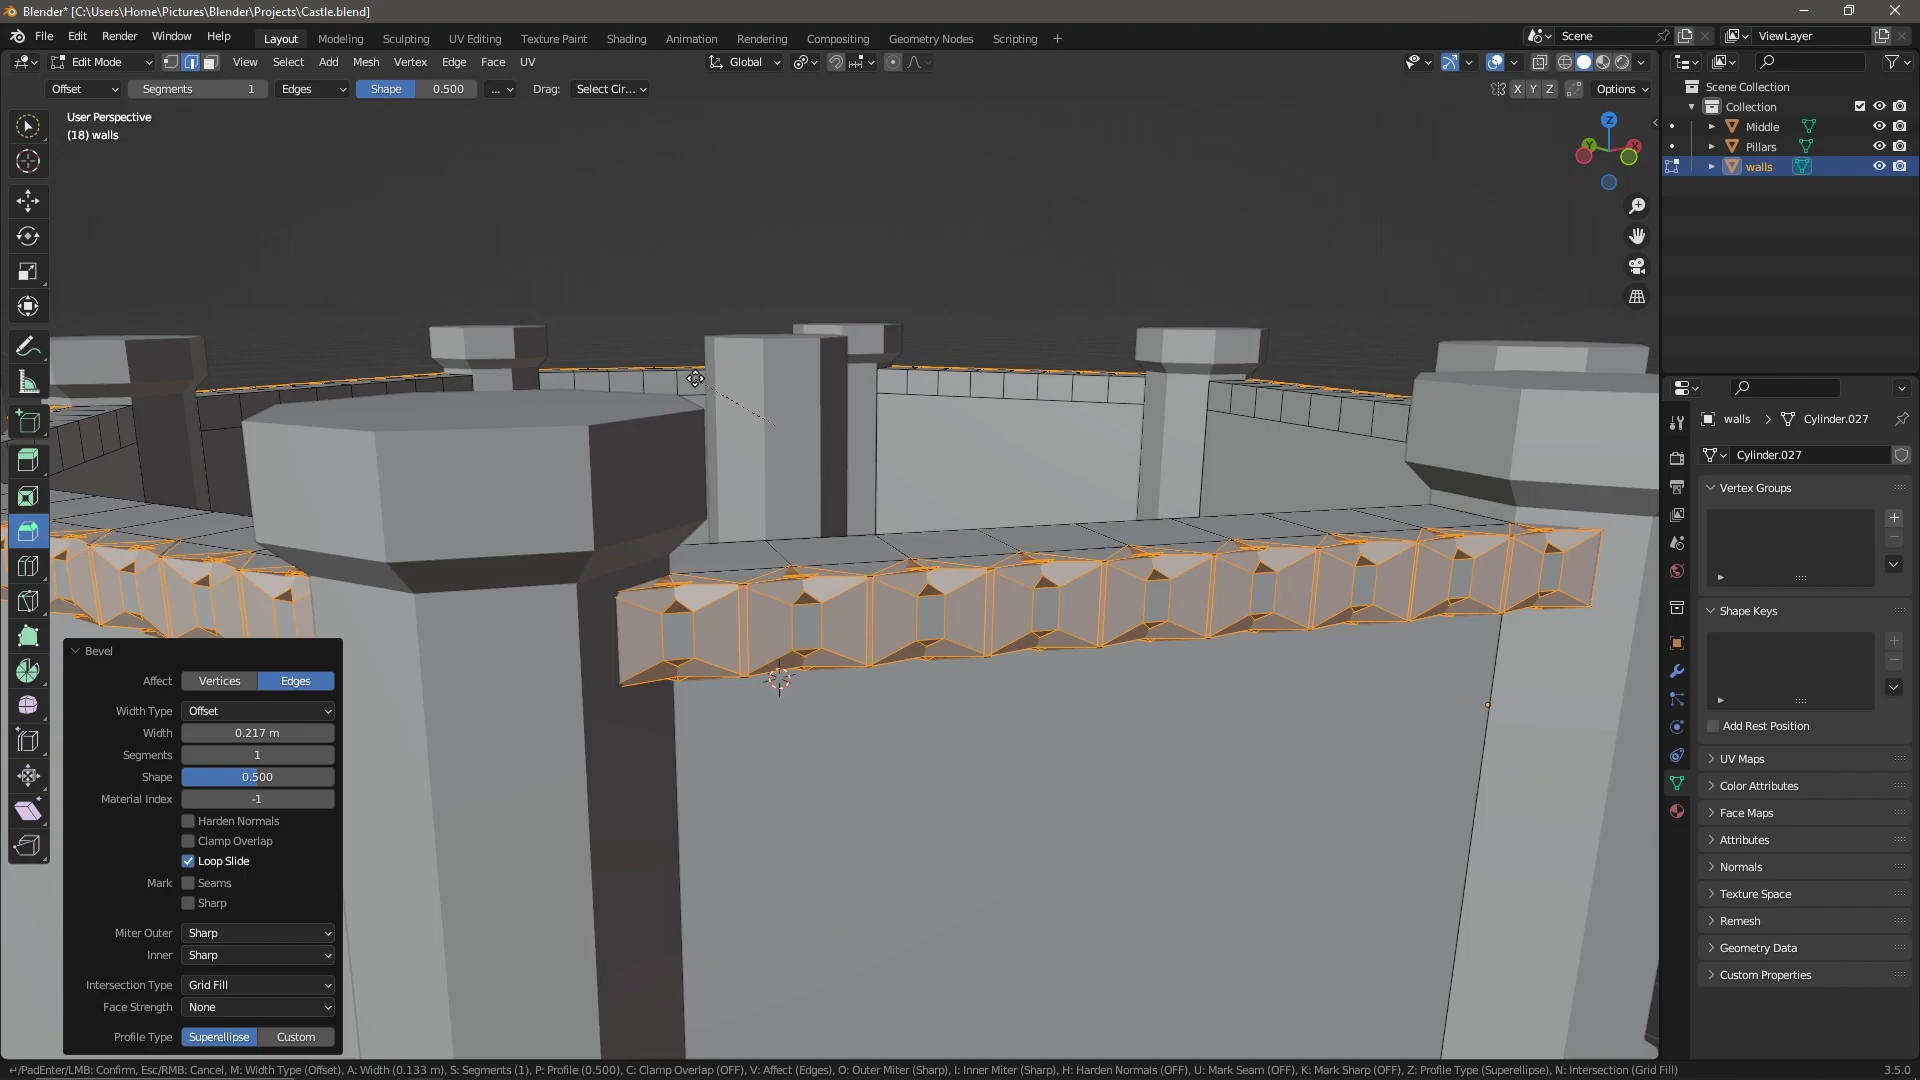 Blender* [C:\Users\Home\Pictures\Blender\Projects\Castle.blend]
File Edit Render Window Help Layout Modeling Sculpting UV Editing Texture Paint Shading Animation Rendering Compositing Geometry Nodes Scripting + Scene ViewLayer
Edit Mode View Select Add Mesh Vertex Edge Face UV Global
Offset Segments 1 Edges Shape 0.500 ... Drag: Select Cir... X Y Z Options
User Perspective
(18) walls
Z
Y
X
Scene Collection
Collection
Middle
Pillars
walls
walls > Cylinder.027
Cylinder.027
Vertex Groups
Shape Keys
Add Rest Position
UV Maps
Color Attributes
Face Maps
Attributes
Normals
Texture Space
Remesh
Geometry Data
Custom Properties
Bevel
Affect Vertices Edges
Width Type Offset
Width 0.217 m
Segments 1
Shape 0.500
Material Index -1
Harden Normals
Clamp Overlap
Loop Slide
Mark Seams
Sharp
Miter Outer Sharp
Inner Sharp
Intersection Type Grid Fill
Face Strength None
Profile Type Superellipse Custom
↵/PadEnter/LMB: Confirm, Esc/RMB: Cancel, M: Width Type (Offset), A: Width (0.133 m), S: Segments (1), P: Profile (0.500), C: Clamp Overlap (OFF), V: Affect (Edges), O: Outer Miter (Sharp), I: Inner Miter (Sharp), H: Harden Normals (OFF), U: Mark Seam (OFF), K: Mark Sharp (OFF), Z: Profile Type (Superellipse), N: Intersection (Grid Fill) 3.5.0